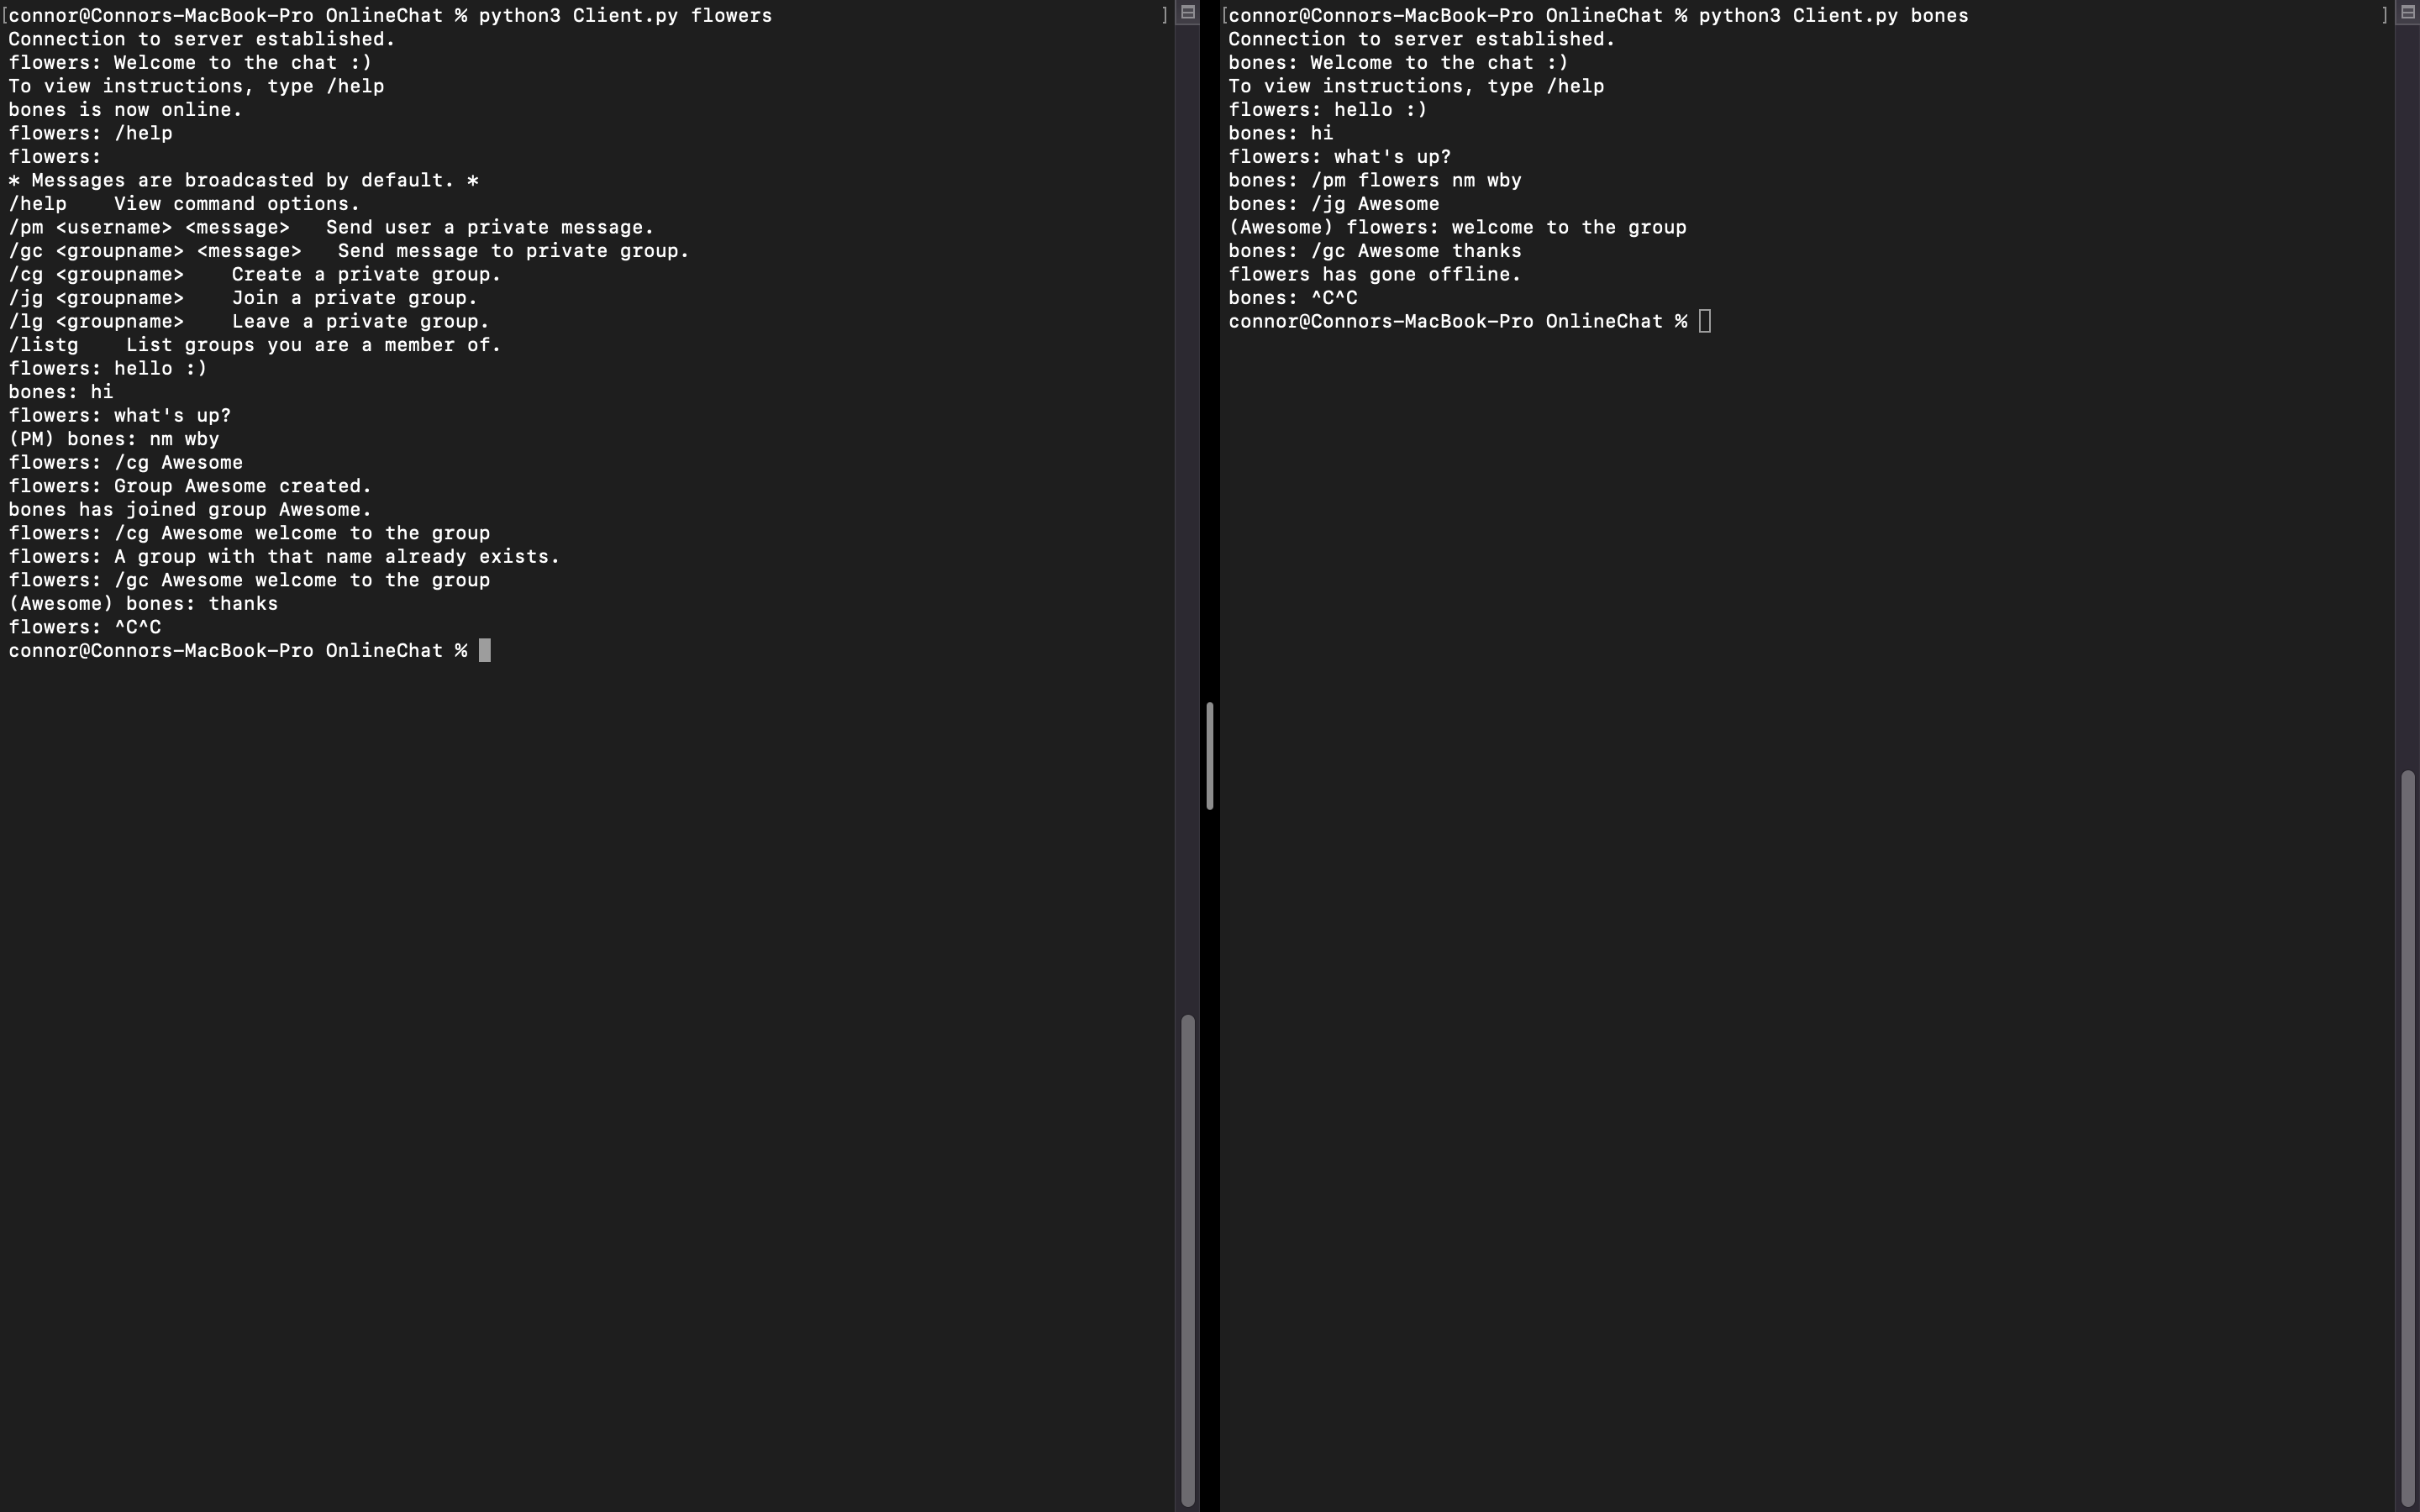 [connor@Connors-MacBook-Pro OnlineChat % python3 Client.py flowers ]
Connection to server established.
flowers: Welcome to the chat :)
To view instructions, type /help
bones is now online.
flowers: /help
flowers:
* Messages are broadcasted by default. *
/help    View command options.
/pm <username> <message>   Send user a private message.
/gc <groupname> <message>   Send message to private group.
/cg <groupname>    Create a private group.
/jg <groupname>    Join a private group.
/lg <groupname>    Leave a private group.
/listg    List groups you are a member of.
flowers: hello :)
bones: hi
flowers: what's up?
(PM) bones: nm wby
flowers: /cg Awesome
flowers: Group Awesome created.
bones has joined group Awesome.
flowers: /cg Awesome welcome to the group
flowers: A group with that name already exists.
flowers: /gc Awesome welcome to the group
(Awesome) bones: thanks
flowers: ^C^C
connor@Connors-MacBook-Pro OnlineChat %
[connor@Connors-MacBook-Pro OnlineChat % python3 Client.py bones ]
Connection to server established.
bones: Welcome to the chat :)
To view instructions, type /help
flowers: hello :)
bones: hi
flowers: what's up?
bones: /pm flowers nm wby
bones: /jg Awesome
(Awesome) flowers: welcome to the group
bones: /gc Awesome thanks
flowers has gone offline.
bones: ^C^C
connor@Connors-MacBook-Pro OnlineChat %